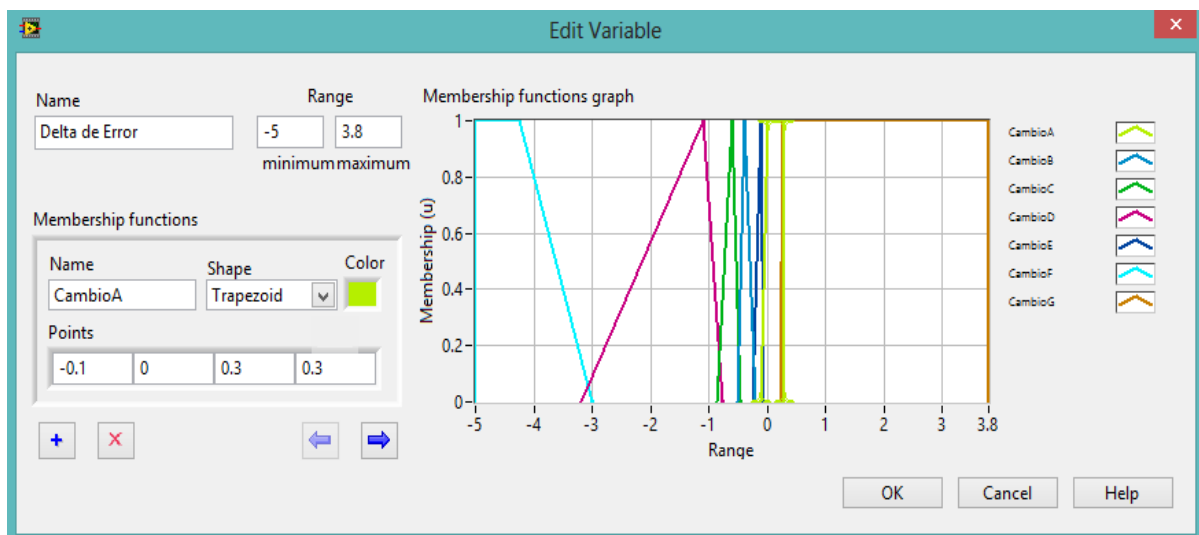 Edit Variable
Name
Range
Delta de Error
-5
3.8
minimum maximum
Membership functions
Name
Shape
Color
CambioA
Trapezoid
Points
-0.1
0
0.3
0.3
Membership functions graph
Membership (u)
1
0.8
0.6
0.4
0.2
0
-5
-4
-3
-2
-1
0
1
2
3
3.8
Range
CambioA
CambioB
CambioC
CambioD
CambioE
CambioF
CambioG
OK
Cancel
Help